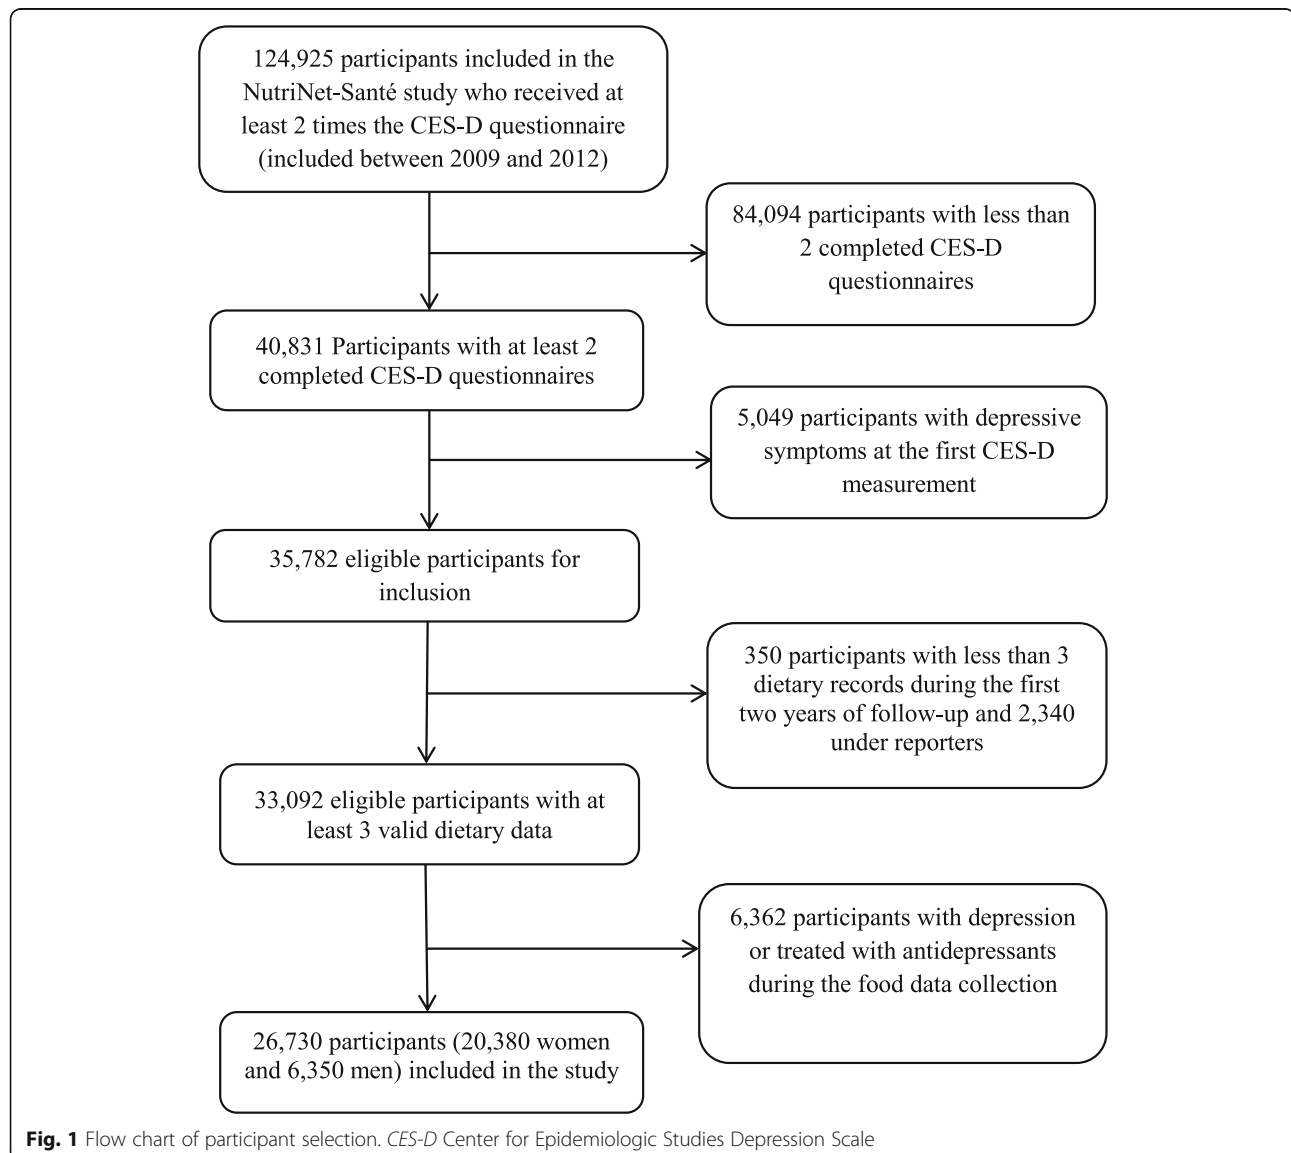 124,925 participants included in the
NutriNet-Santé study who received at
least 2 times the CES-D questionnaire
(included between 2009 and 2012)
84,094 participants with less than
2 completed CES-D
questionnaires
40,831 Participants with at least 2
completed CES-D questionnaires
5,049 participants with depressive
symptoms at the first CES-D
measurement
35,782 eligible participants for
inclusion
350 participants with less than 3
dietary records during the first
two years of follow-up and 2,340
under reporters
33,092 eligible participants with at
least 3 valid dietary data
6,362 participants with depression
or treated with antidepressants
during the food data collection
26,730 participants (20,380 women
and 6,350 men) included in the study
Fig. 1 Flow chart of participant selection. CES-D Center for Epidemiologic Studies Depression Scale